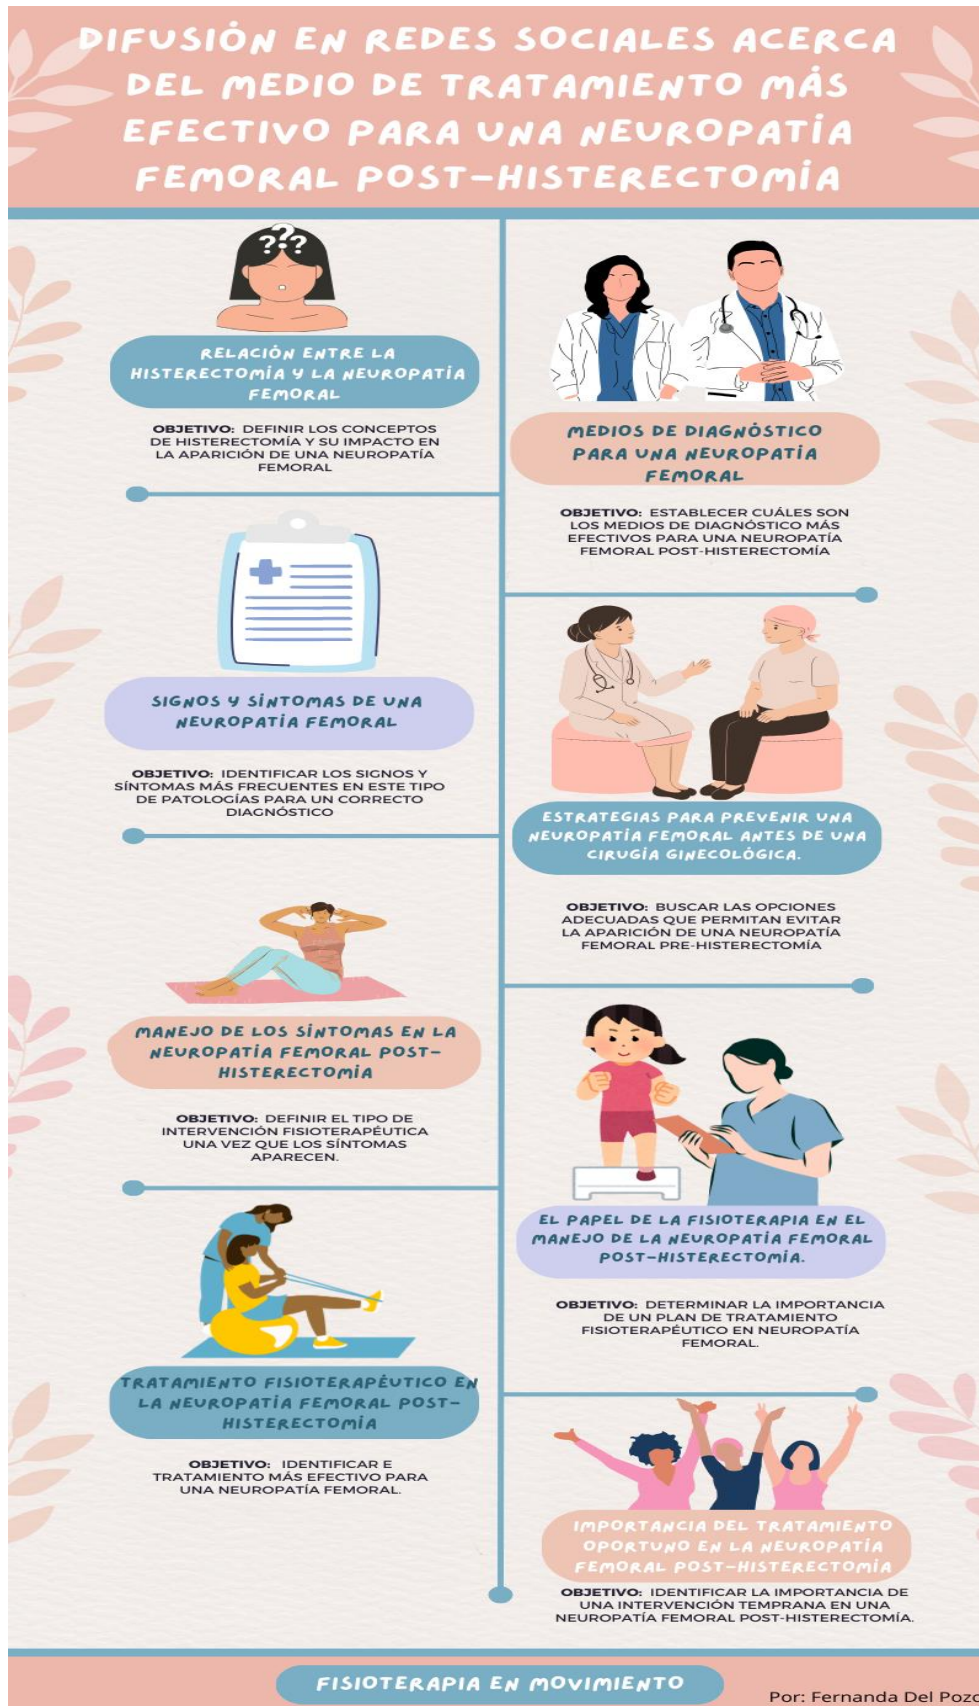 DIFUSIÓN EN REDES SOCIALES ACERCA
DEL MEDIO DE TRATAMIENTO MÁS
EFECTIVO PARA UNA NEUROPATÍA
FEMORAL POST-HISTERECTOMÍA
???
RELACIÓN ENTRE LA
HISTERECTOMÍA Y LA NEUROPATÍA
FEMORAL
OBJETIVO: DEFINIR LOS CONCEPTOS
DE HISTERECTOMÍA Y SU IMPACTO EN
LA APARICIÓN DE UNA NEUROPATÍA
FEMORAL
MEDIOS DE DIAGNÓSTICO
PARA UNA NEUROPATÍA
FEMORAL
OBJETIVO: ESTABLECER CUÁLES SON
LOS MEDIOS DE DIAGNÓSTICO MÁS
EFECTIVOS PARA UNA NEUROPATÍA
FEMORAL POST-HISTERECTOMÍA
SIGNOS Y SÍNTOMAS DE UNA
NEUROPATÍA FEMORAL
OBJETIVO: IDENTIFICAR LOS SIGNOS Y
SÍNTOMAS MÁS FRECUENTES EN ESTE TIPO
DE PATOLOGÍAS PARA UN CORRECTO
DIAGNÓSTICO
ESTRATEGIAS PARA PREVENIR UNA
NEUROPATÍA FEMORAL ANTES DE UNA
CIRUGÍA GINECOLÓGICA.
OBJETIVO: BUSCAR LAS OPCIONES
ADECUADAS QUE PERMITAN EVITAR
LA APARICIÓN DE UNA NEUROPATÍA
FEMORAL PRE-HISTERECTOMÍA
MANEJO DE LOS SÍNTOMAS EN LA
NEUROPATÍA FEMORAL POST-
HISTERECTOMÍA
OBJETIVO: DEFINIR EL TIPO DE
INTERVENCIÓN FISIOTERAPÉUTICA
UNA VEZ QUE LOS SÍNTOMAS
APARECEN.
EL PAPEL DE LA FISIOTERAPIA EN EL
MANEJO DE LA NEUROPATÍA FEMORAL
POST-HISTERECTOMÍA.
OBJETIVO: DETERMINAR LA IMPORTANCIA
DE UN PLAN DE TRATAMIENTO
FISIOTERAPÉUTICO EN NEUROPATÍA
FEMORAL.
TRATAMIENTO FISIOTERAPÉUTICO EN
LA NEUROPATÍA FEMORAL POST-
HISTERECTOMÍA
OBJETIVO: IDENTIFICAR E
TRATAMIENTO MÁS EFECTIVO PARA
UNA NEUROPATÍA FEMORAL.
IMPORTANCIA DEL TRATAMIENTO
OPORTUNO EN LA NEUROPATÍA
FEMORAL POST-HISTERECTOMÍA
OBJETIVO: IDENTIFICAR LA IMPORTANCIA DE
UNA INTERVENCIÓN TEMPRANA EN UNA
NEUROPATÍA FEMORAL POST-HISTERECTOMÍA.
FISIOTERAPIA EN MOVIMIENTO
Por: Fernanda Del Pozo